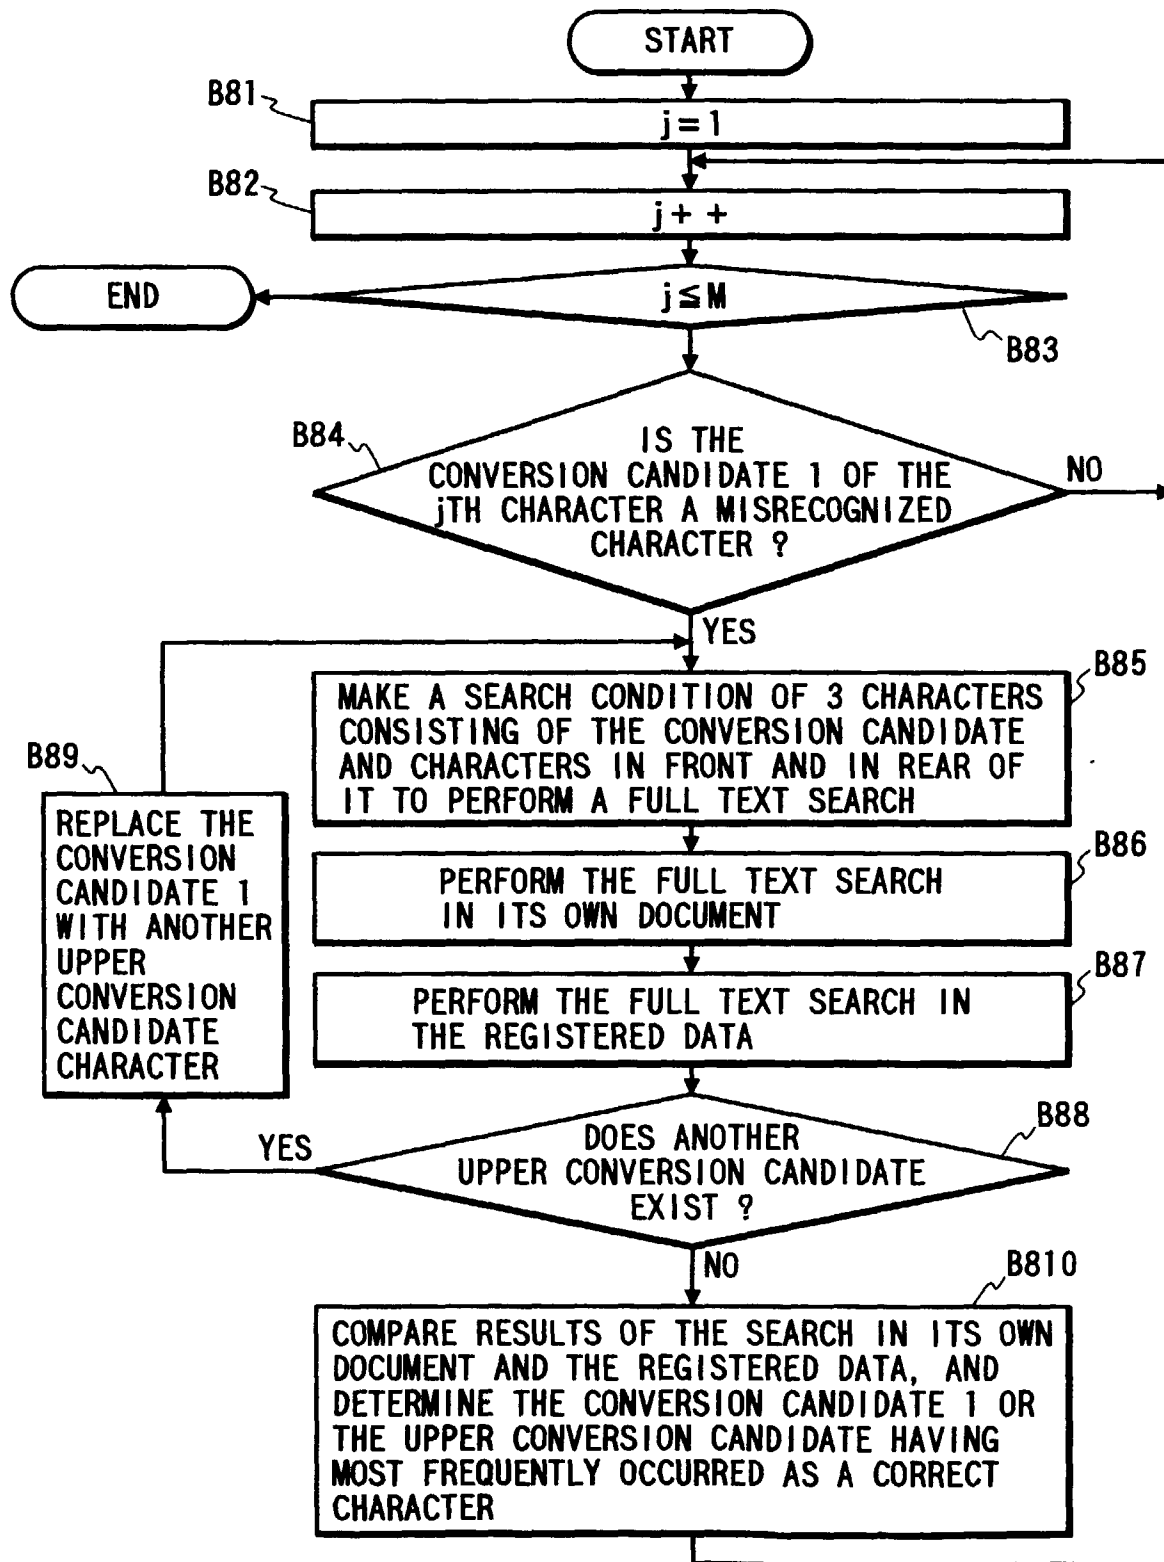 START
B81
j=1
B82
j++
END
j≦M
B83
B84
IS THE
CONVERSION CANDIDATE 1 OF THE
jTH CHARACTER A MISRECOGNIZED
CHARACTER ?
NO
YES
B85
MAKE A SEARCH CONDITION OF 3 CHARACTERS
CONSISTING OF THE CONVERSION CANDIDATE
AND CHARACTERS IN FRONT AND IN REAR OF
IT TO PERFORM A FULL TEXT SEARCH
B89
REPLACE THE
CONVERSION
CANDIDATE 1
WITH ANOTHER
UPPER
CONVERSION
CANDIDATE
CHARACTER
B86
PERFORM THE FULL TEXT SEARCH
IN ITS OWN DOCUMENT
B87
PERFORM THE FULL TEXT SEARCH IN
THE REGISTERED DATA
B88
YES
DOES ANOTHER
UPPER CONVERSION CANDIDATE
EXIST ?
NO
B810
COMPARE RESULTS OF THE SEARCH IN ITS OWN
DOCUMENT AND THE REGISTERED DATA, AND
DETERMINE THE CONVERSION CANDIDATE 1 OR
THE UPPER CONVERSION CANDIDATE HAVING
MOST FREQUENTLY OCCURRED AS A CORRECT
CHARACTER